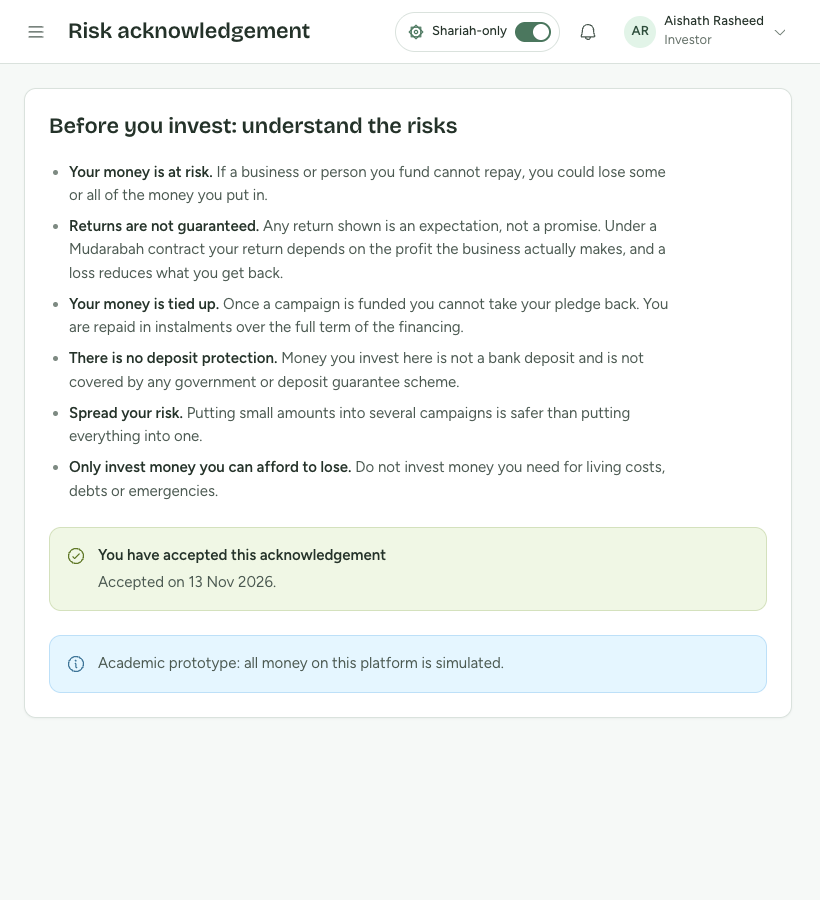 Risk acknowledgement
Shariah-only
AR
Aishath Rasheed
Investor
Before you invest: understand the risks
Your money is at risk. If a business or person you fund cannot repay, you could lose some
or all of the money you put in.
Returns are not guaranteed. Any return shown is an expectation, not a promise. Under a
Mudarabah contract your return depends on the profit the business actually makes, and a
loss reduces what you get back.
Your money is tied up. Once a campaign is funded you cannot take your pledge back. You
are repaid in instalments over the full term of the financing.
There is no deposit protection. Money you invest here is not a bank deposit and is not
covered by any government or deposit guarantee scheme.
Spread your risk. Putting small amounts into several campaigns is safer than putting
everything into one.
Only invest money you can afford to lose. Do not invest money you need for living costs,
debts or emergencies.
You have accepted this acknowledgement
Accepted on 13 Nov 2026.
Academic prototype: all money on this platform is simulated.